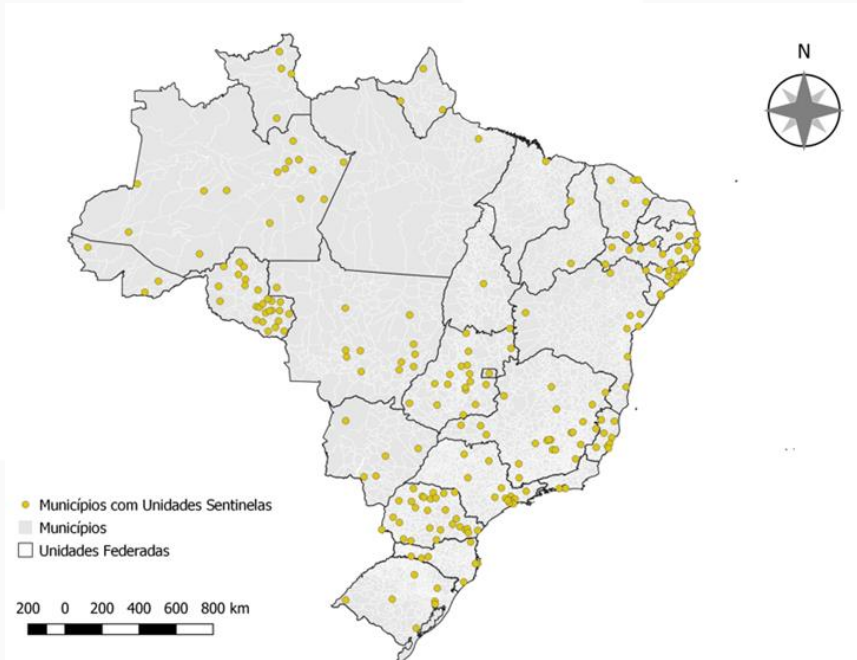 N
Municípios com Unidades Sentinelas
Municípios
Unidades Federadas
200 0 200 400 600 800 km